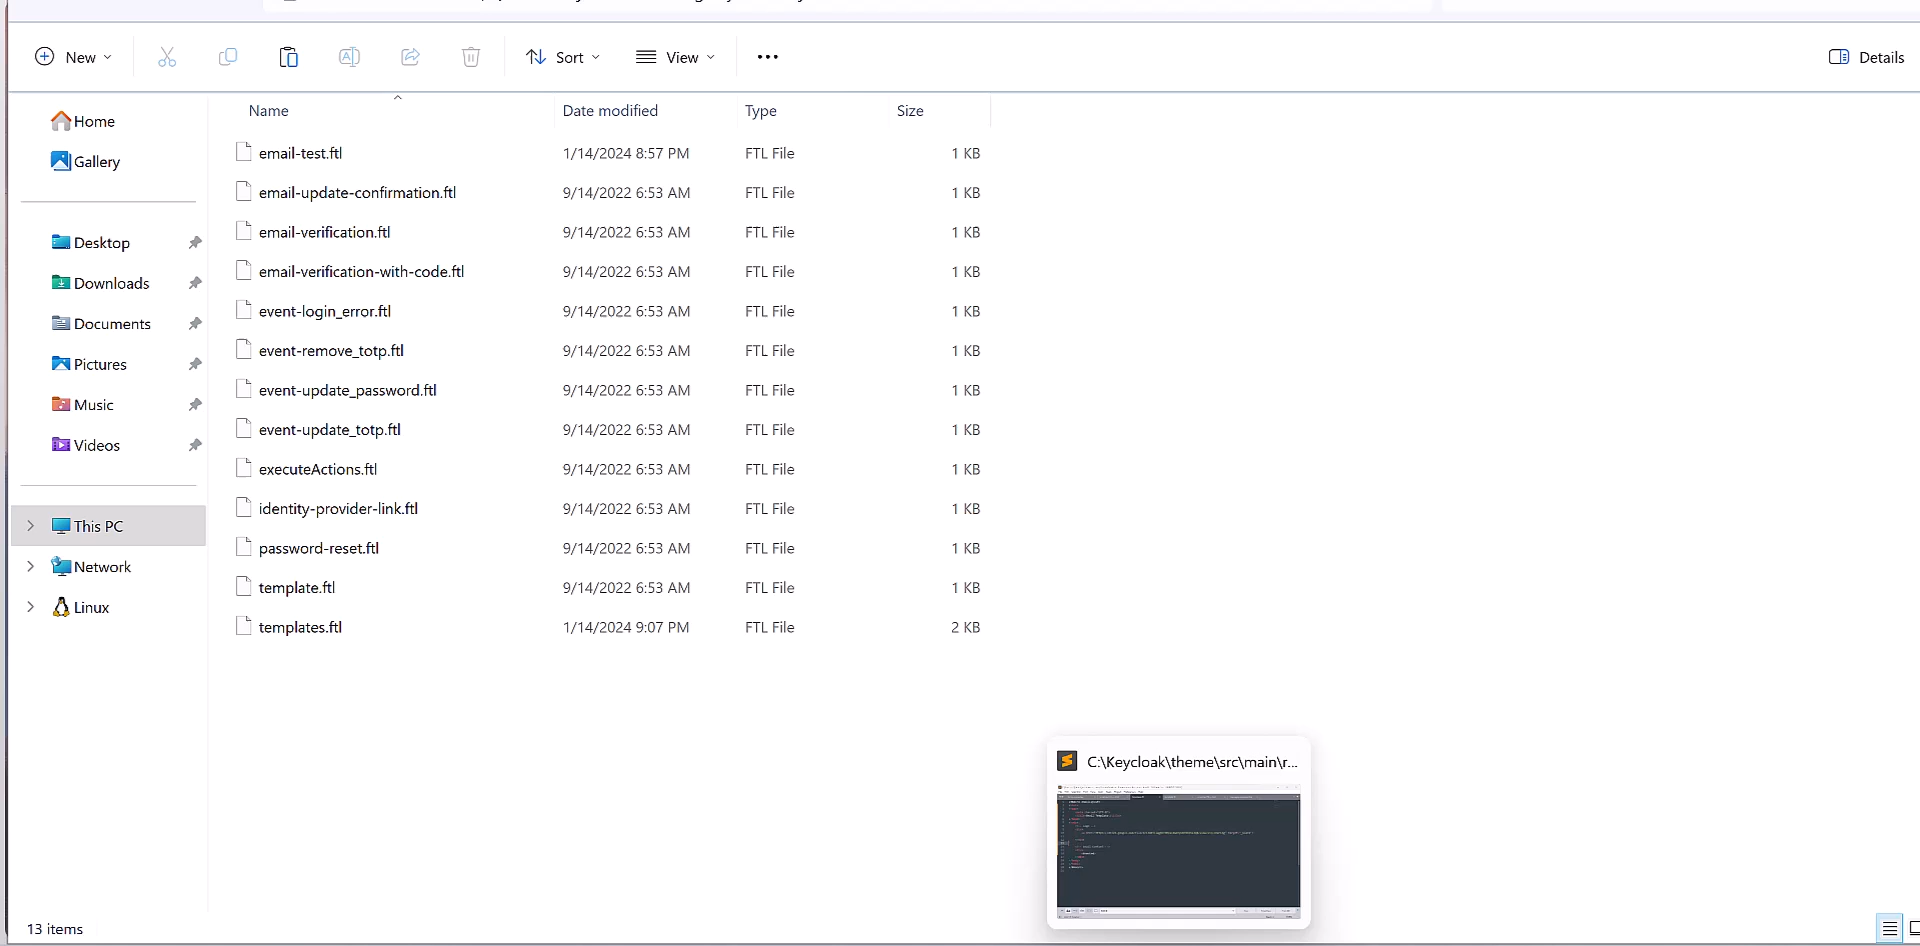 New Sort View ••• Details
Name Date modified Type Size
Home
Gallery
Desktop
Downloads
Documents
Pictures
Music
Videos
This PC
Network
Linux
email-test.ftl 1/14/2024 8:57 PM FTL File 1 KB
email-update-confirmation.ftl 9/14/2022 6:53 AM FTL File 1 KB
email-verification.ftl 9/14/2022 6:53 AM FTL File 1 KB
email-verification-with-code.ftl 9/14/2022 6:53 AM FTL File 1 KB
event-login_error.ftl 9/14/2022 6:53 AM FTL File 1 KB
event-remove_totp.ftl 9/14/2022 6:53 AM FTL File 1 KB
event-update_password.ftl 9/14/2022 6:53 AM FTL File 1 KB
event-update_totp.ftl 9/14/2022 6:53 AM FTL File 1 KB
executeActions.ftl 9/14/2022 6:53 AM FTL File 1 KB
identity-provider-link.ftl 9/14/2022 6:53 AM FTL File 1 KB
password-reset.ftl 9/14/2022 6:53 AM FTL File 1 KB
template.ftl 9/14/2022 6:53 AM FTL File 1 KB
templates.ftl 1/14/2024 9:07 PM FTL File 2 KB
C:\Keycloak\theme\src\main\r...
13 items